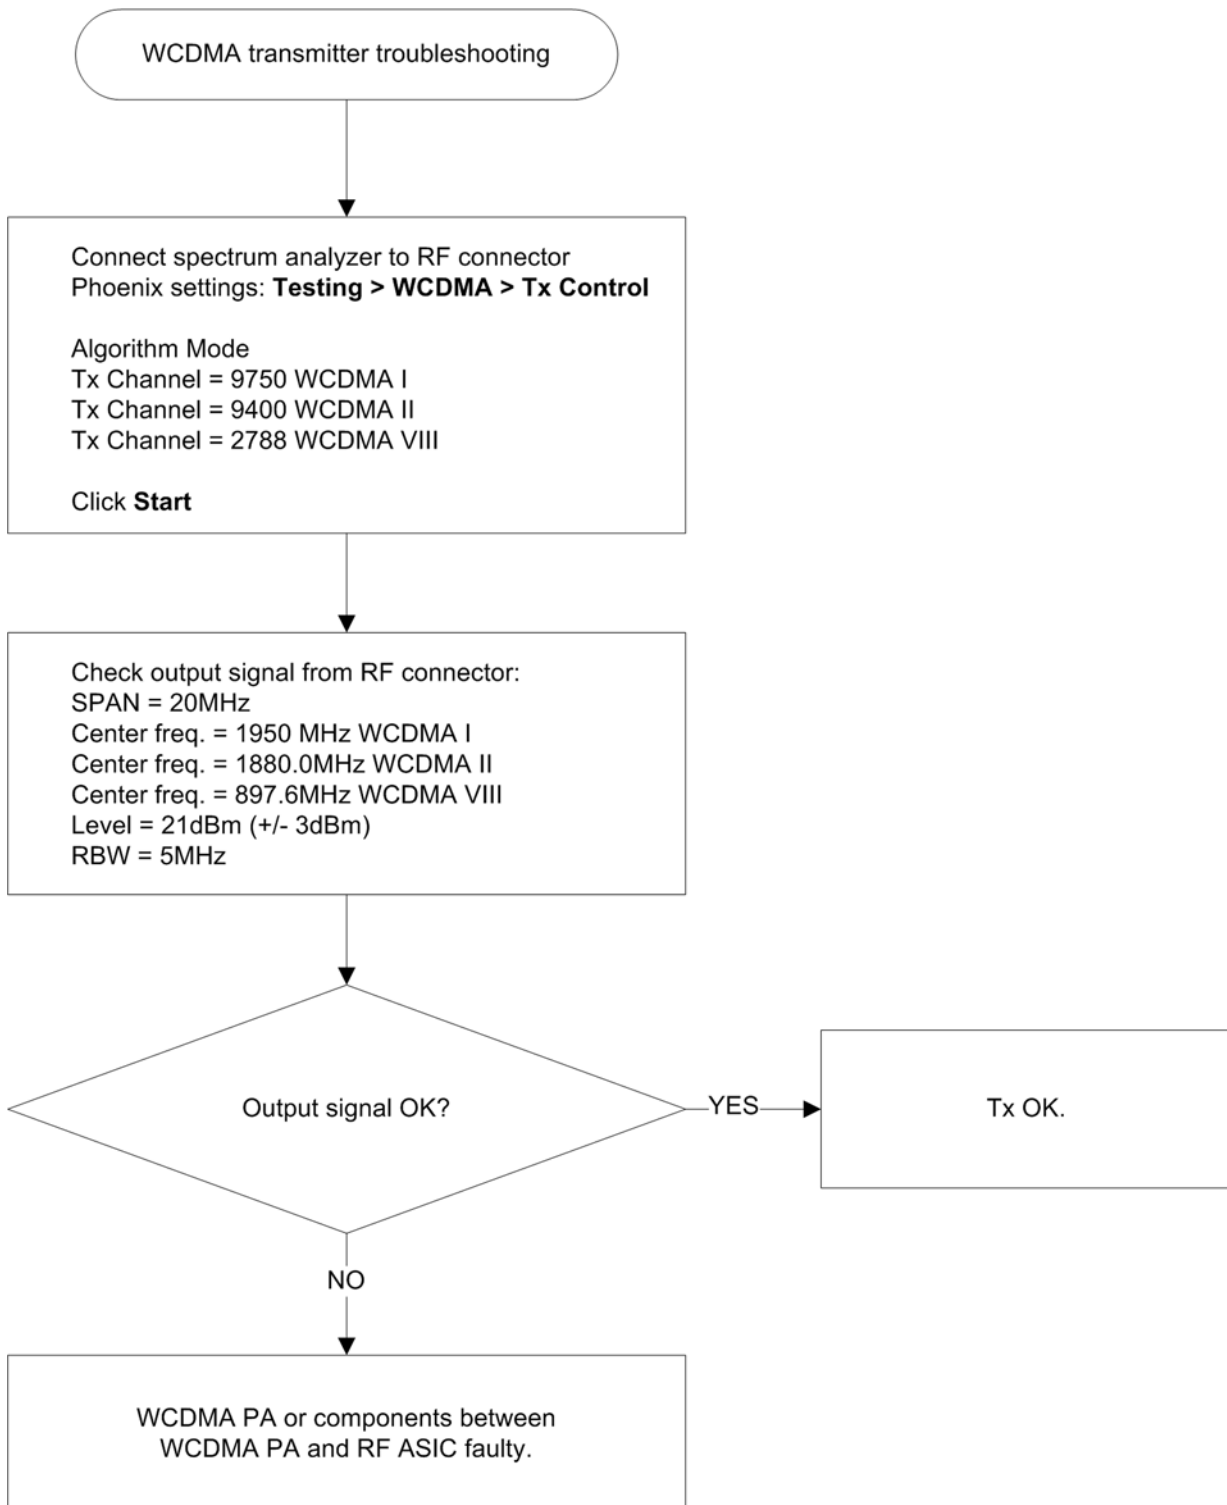 WCDMA transmitter troubleshooting
Connect spectrum analyzer to RF connector
Phoenix settings: Testing > WCDMA > Tx Control
Algorithm Mode
Tx Channel = 9750 WCDMA I
Tx Channel = 9400 WCDMA II
Tx Channel = 2788 WCDMA VIII
Click Start
Check output signal from RF connector:
SPAN = 20MHz
Center freq. = 1950 MHz WCDMA I
Center freq. = 1880.0MHz WCDMA II
Center freq. = 897.6MHz WCDMA VIII
Level = 21dBm (+/- 3dBm)
RBW = 5MHz
Output signal OK?
YES
Tx OK.
NO
WCDMA PA or components between
WCDMA PA and RF ASIC faulty.